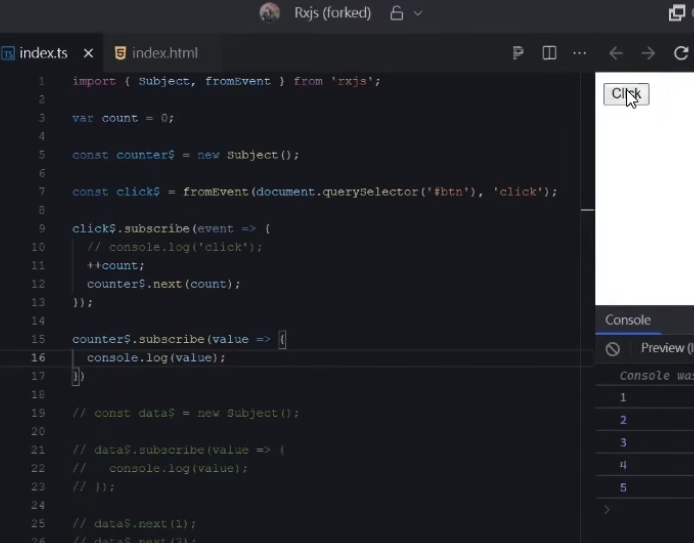 Rxjs (forked)
index.ts
index.html
1 import { Subject, fromEvent } from 'rxjs';
2
3 var count = 0;
4
5 const counter$ = new Subject();
6
7 const click$ = fromEvent(document.querySelector('#btn'), 'click');
8
9 click$.subscribe(event => {
10 // console.log('click');
11 ++count;
12 counter$.next(count);
13 });
14
15 counter$.subscribe(value => {
16 console.log(value);
17 })
18
19 // const data$ = new Subject();
20
21 // data$.subscribe(value => {
22 // console.log(value);
23 // });
24
25 // data$.next(1);
26
Click
Console
Preview
Console was
1
2
3
4
5